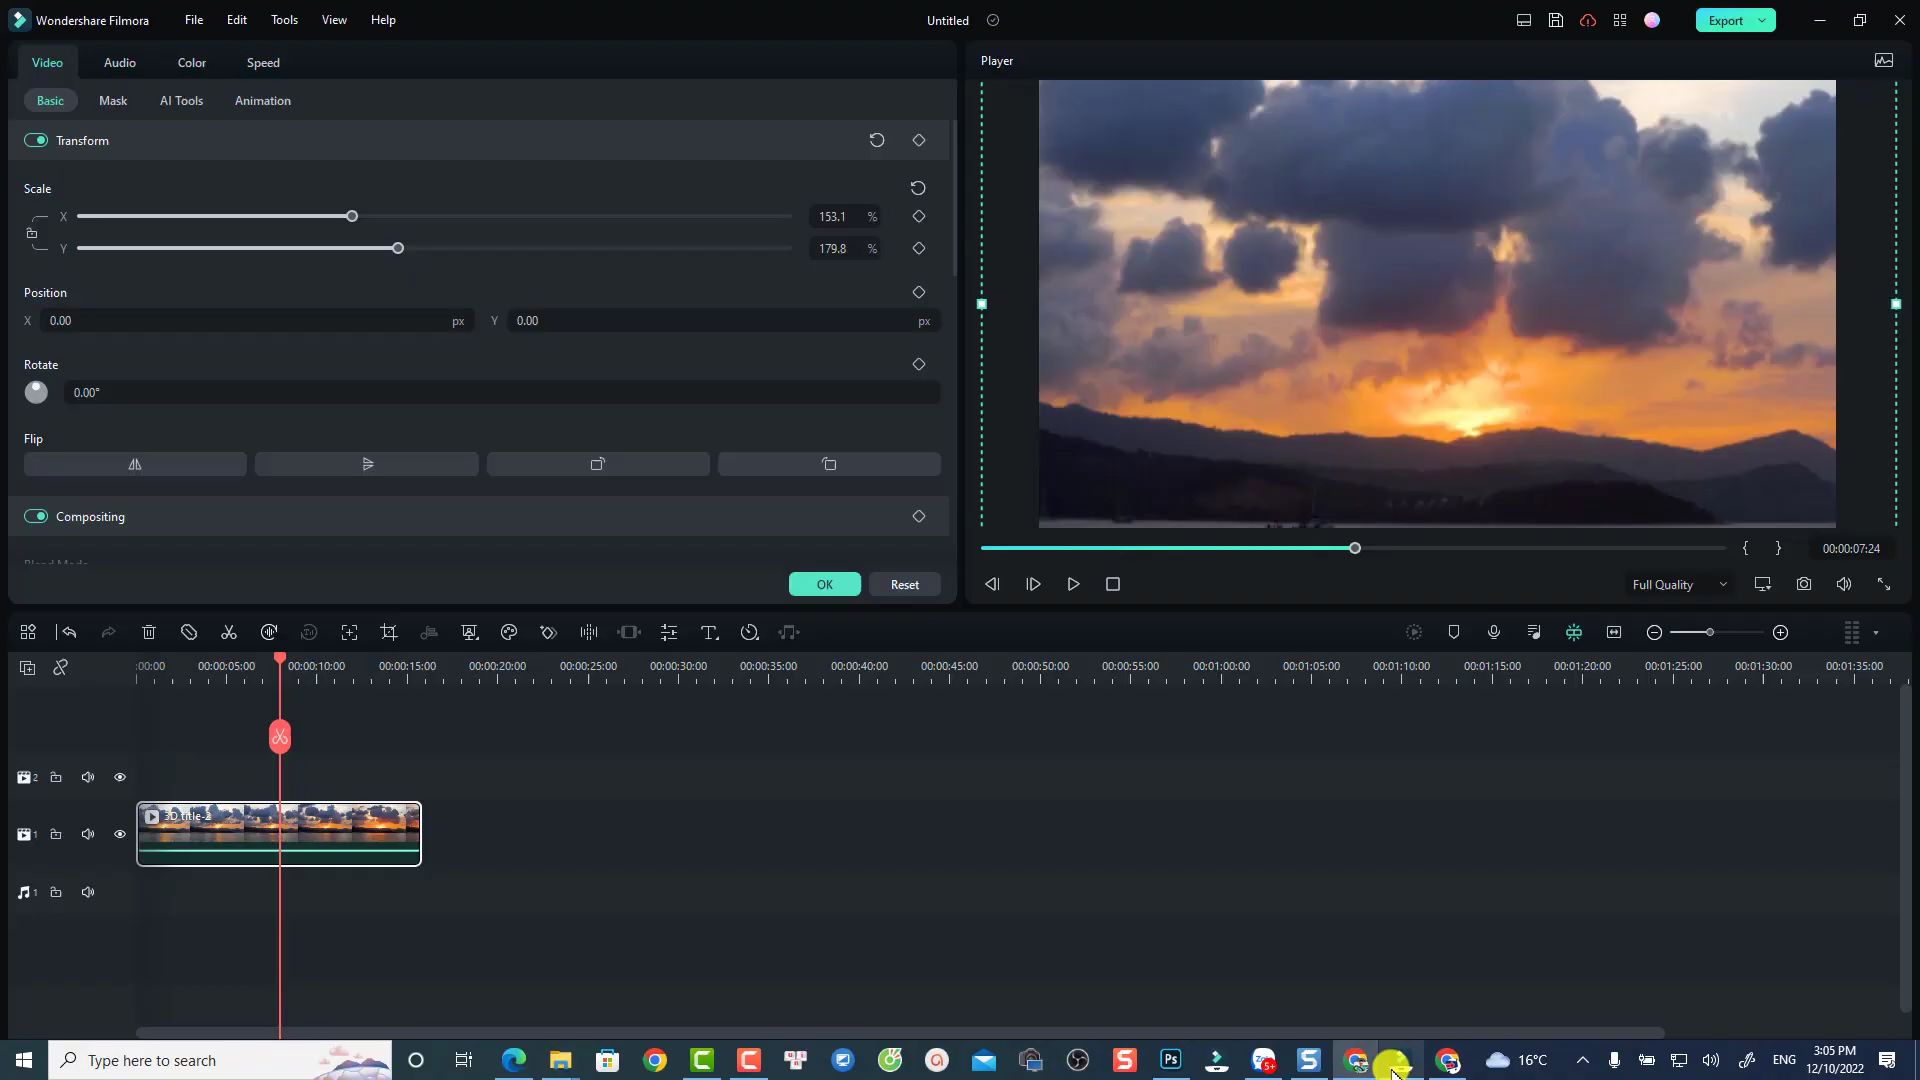 Wondershare Filmora
File
Edit
Tools
View
Help
Untitled
Export
Video
Audio
Color
Speed
Player
Basic
Mask
AI Tools
Animation
Transform
Scale
X
153.1 %
Y
179.8 %
Position
X 0.00 px Y 0.00 px
Rotate
0.00°
Flip
Compositing
Blend Mode
OK
Reset
{ }
00:00:07:24
Full Quality
:00:00
00:00:05:00
00:00:10:00
00:00:15:00
00:00:20:00
00:00:25:00
00:00:30:00
00:00:35:00
00:00:40:00
00:00:45:00
00:00:50:00
00:00:55:00
00:01:00:00
00:01:05:00
00:01:10:00
00:01:15:00
00:01:20:00
00:01:25:00
00:01:30:00
00:01:35:00
2
3D title-2
1
1
Type here to search
Ps
16°C
ENG
3:05 PM
12/10/2022